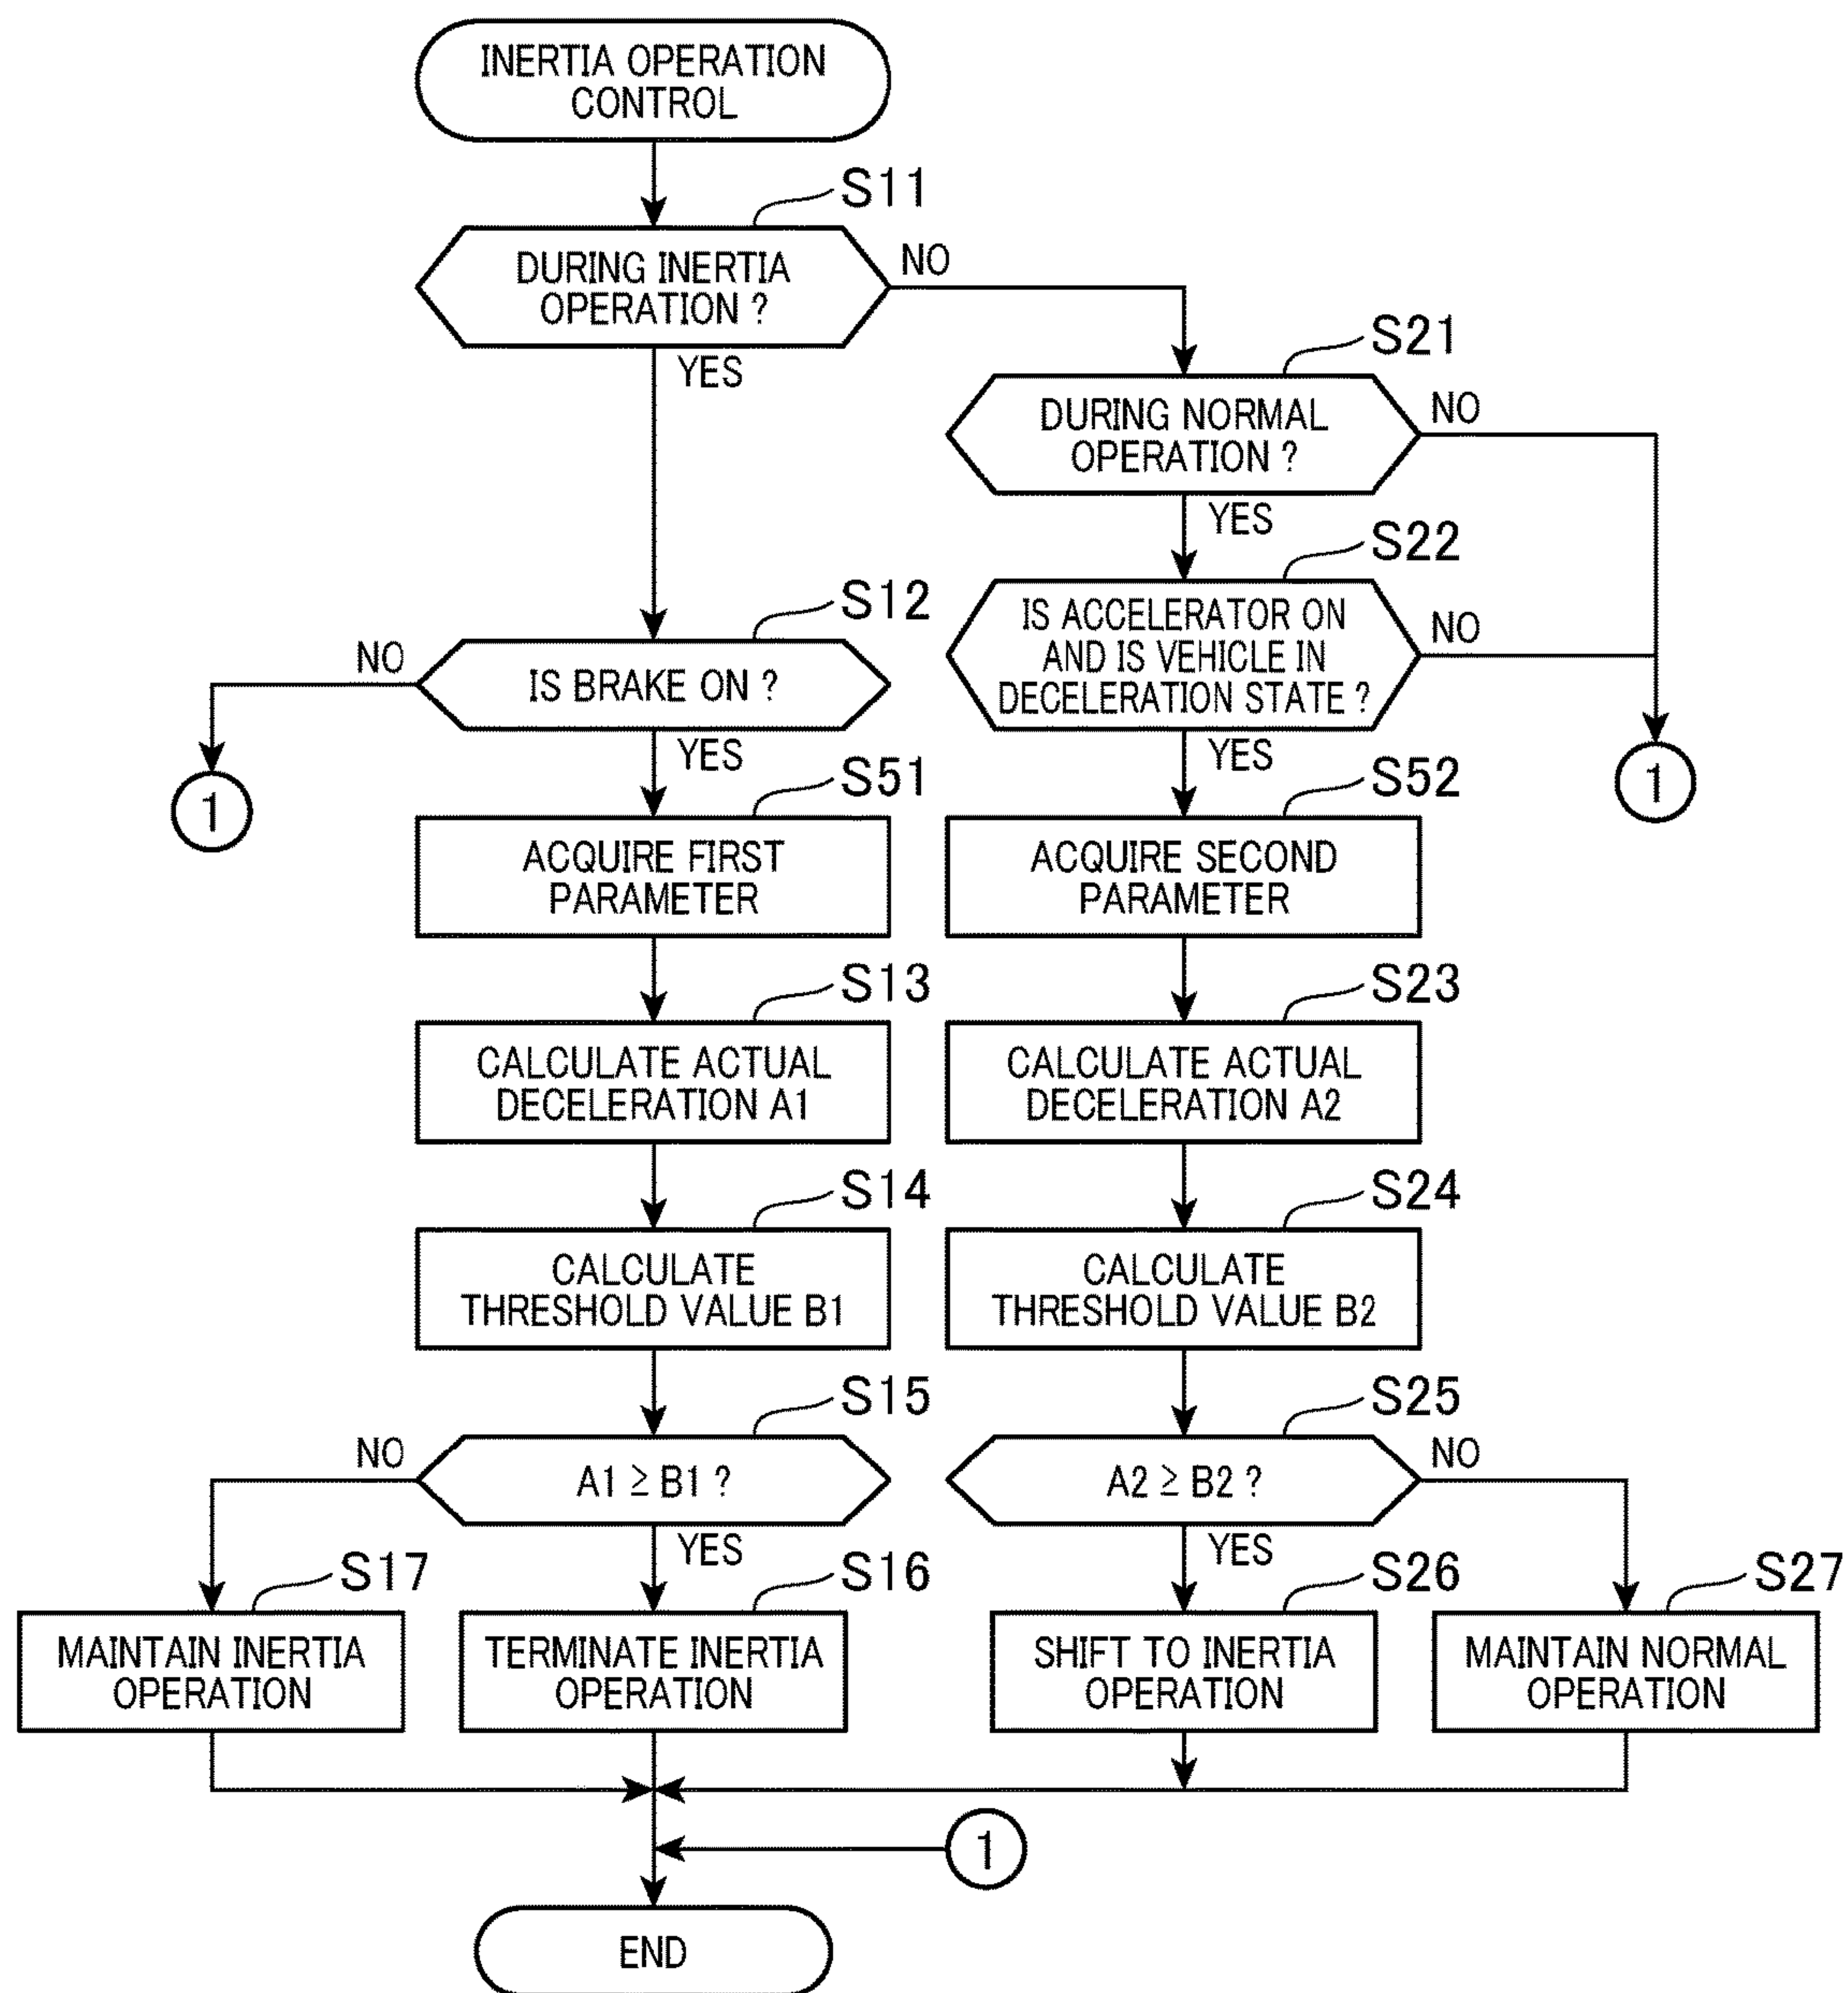 INERTIA OPERATION
CONTROL
S11
DURING INERTIA
OPERATION ?
NO
YES
S21
DURING NORMAL
OPERATION ?
NO
YES
S22
IS ACCELERATOR ON
AND IS VEHICLE IN
DECELERATION STATE ?
NO
YES
S12
IS BRAKE ON ?
NO
YES
1
1
S51
ACQUIRE FIRST
PARAMETER
S52
ACQUIRE SECOND
PARAMETER
S13
CALCULATE ACTUAL
DECELERATION A1
S23
CALCULATE ACTUAL
DECELERATION A2
S14
CALCULATE
THRESHOLD VALUE B1
S24
CALCULATE
THRESHOLD VALUE B2
S15
A1 ≥ B1 ?
NO
YES
S25
A2 ≥ B2 ?
NO
YES
S17
MAINTAIN INERTIA
OPERATION
S16
TERMINATE INERTIA
OPERATION
S26
SHIFT TO INERTIA
OPERATION
S27
MAINTAIN NORMAL
OPERATION
1
END